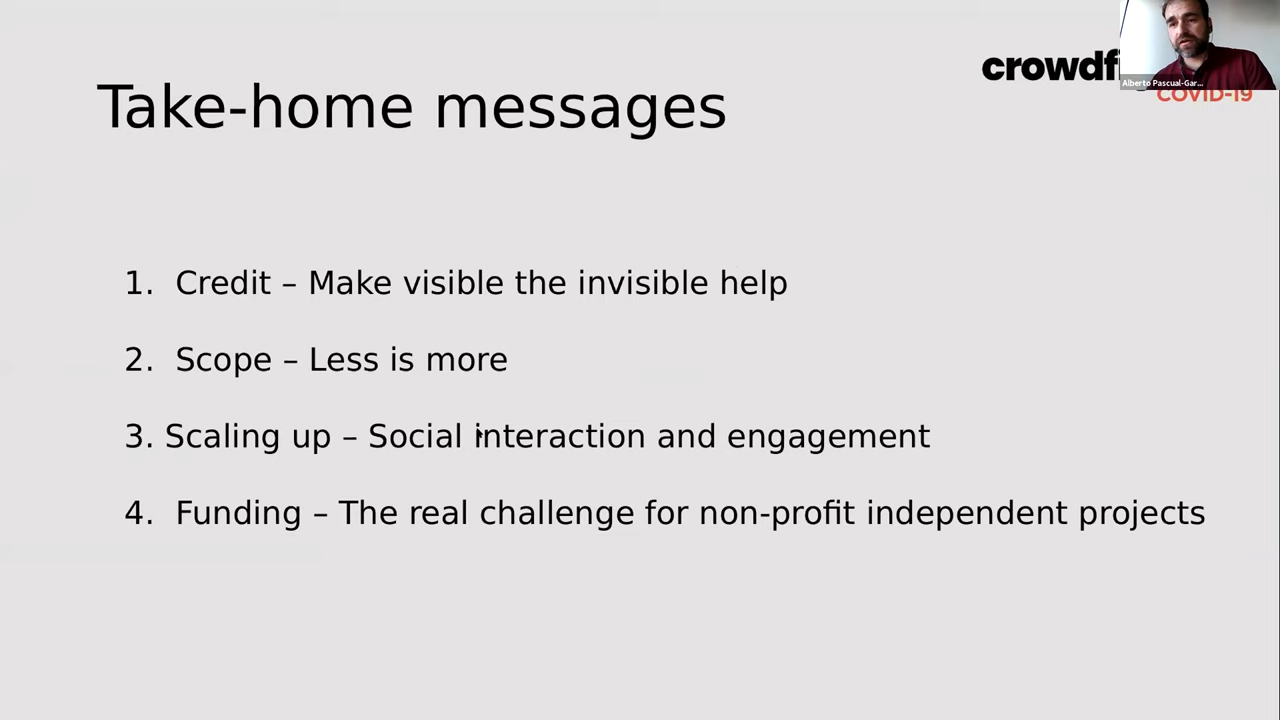 crowdf
COVID-19
Alberto Pascual-Gar...
Take-home messages
1. Credit – Make visible the invisible help
2. Scope – Less is more
3. Scaling up – Social interaction and engagement
4. Funding – The real challenge for non-profit independent projects